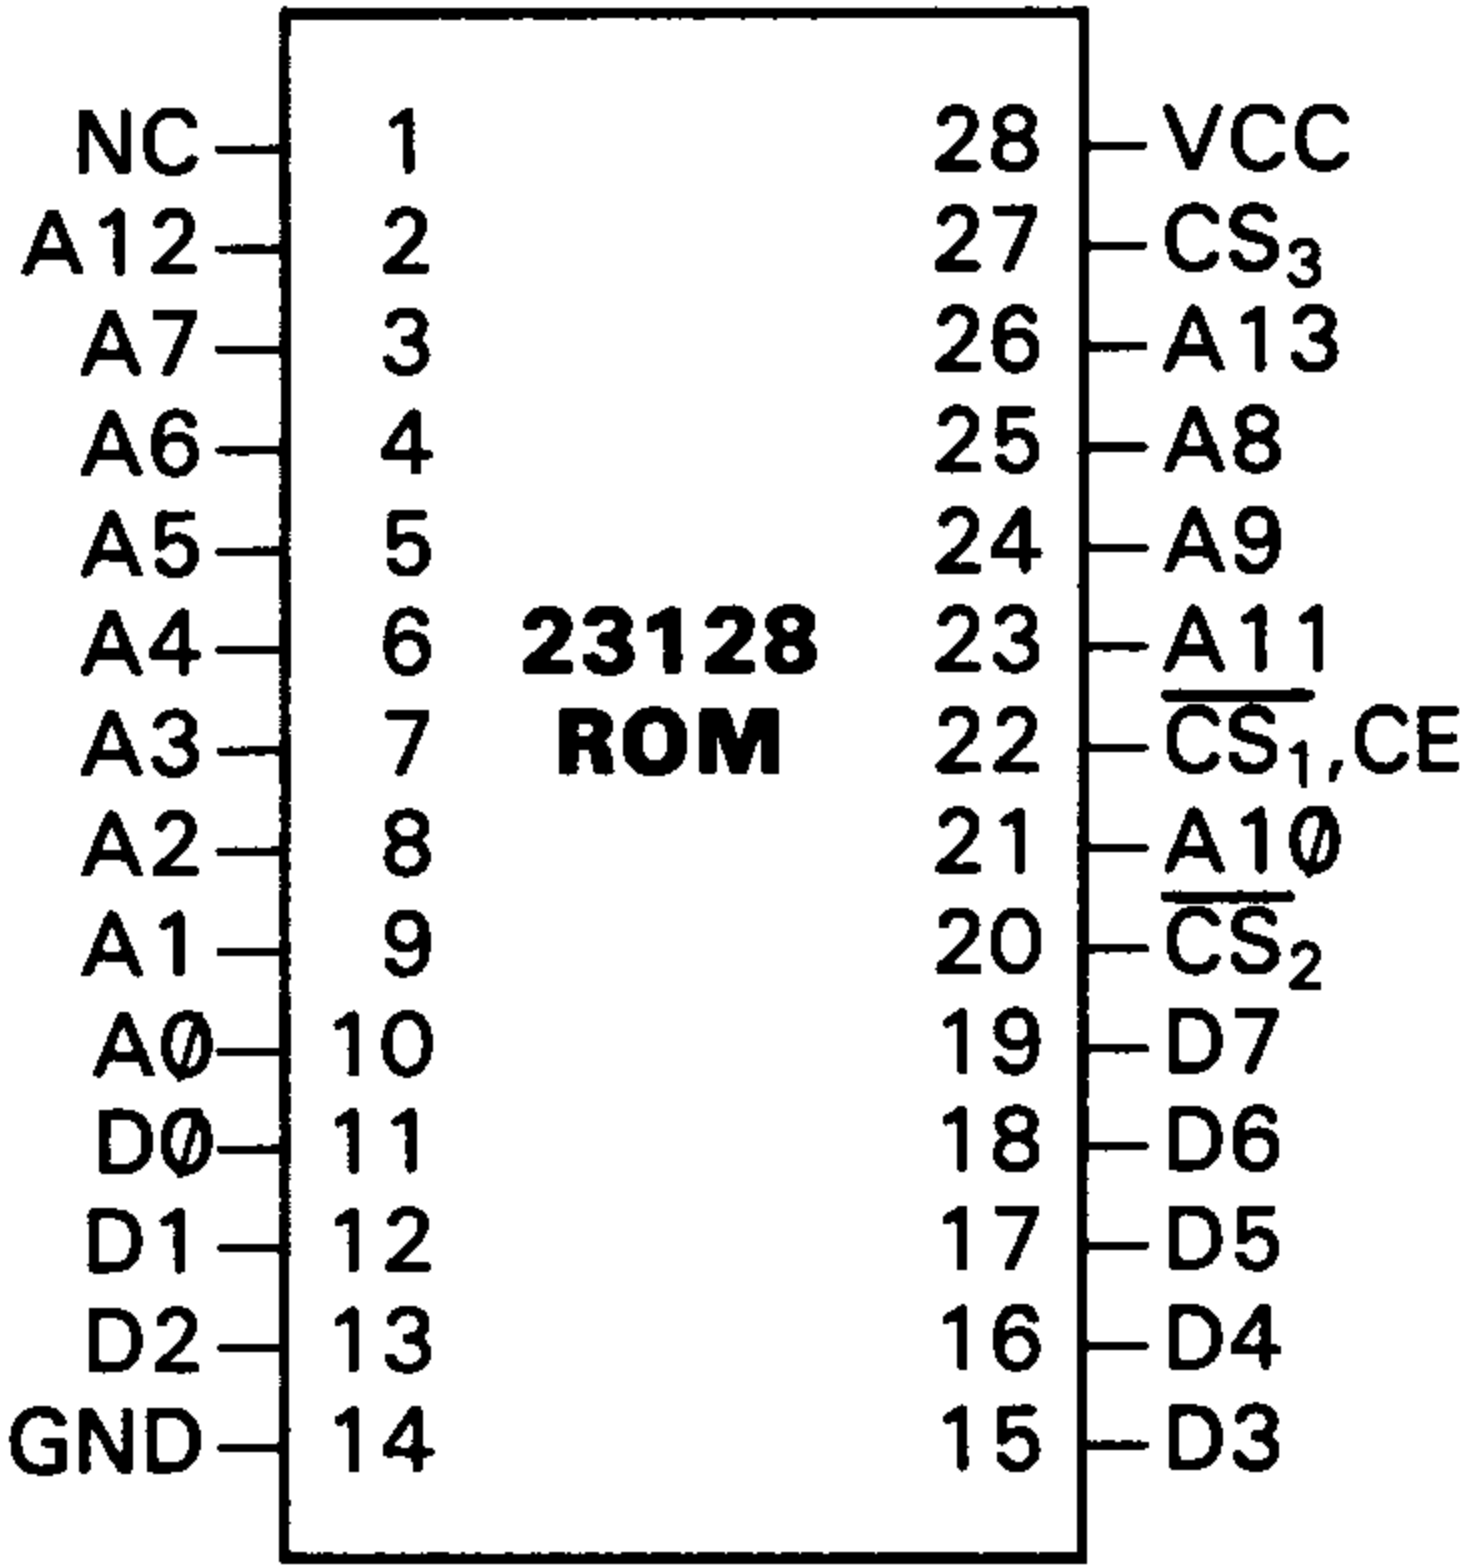 NC 1 28 VCC
A12 2 27 CS₃
A7 3 26 A13
A6 4 25 A8
A5 5 24 A9
A4 6 23128 23 A11
A3 7 ROM 22 C̅S̅₁,CE
A2 8 21 A10
A1 9 20 C̅S̅₂
A0 10 19 D7
D0 11 18 D6
D1 12 17 D5
D2 13 16 D4
GND 14 15 D3